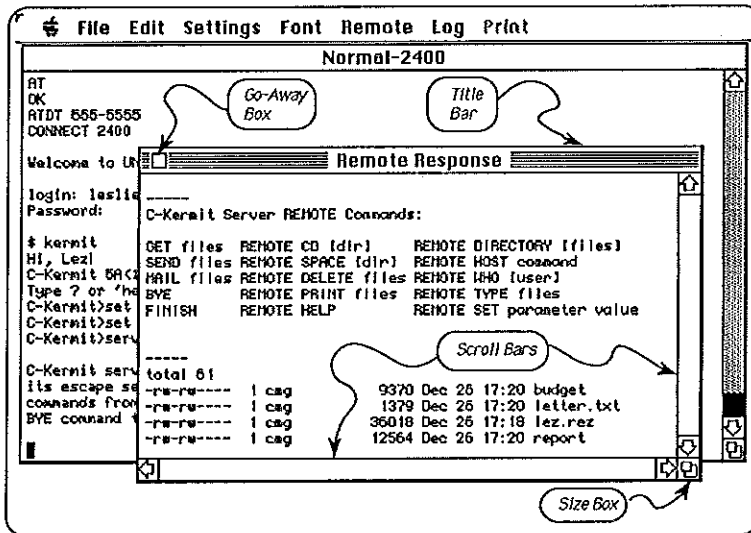 File Edit Settings Font Remote Log Print
Normal-2400
AT
OK
ATDT 555-5555
CONNECT 2400
Welcome to
login: leslie
Password:
$ kermit
Hi, Lez!
C-Kermit
Type ? or
C-Kermit>set
C-Kermit>set
C-Kermit>serv
C-Kermit serv
its escape se
commands from
BYE command
Go-Away
Box
Title
Bar
Remote Response
-----
C-Kermit Server REMOTE Commands:
GET files REMOTE CD [dir] REMOTE DIRECTORY [files]
SEND files REMOTE SPACE [dir] REMOTE HOST command
MAIL files REMOTE DELETE files REMOTE WHO [user]
BYE REMOTE PRINT files REMOTE TYPE files
FINISH REMOTE HELP REMOTE SET parameter value
-----
total 61
-rw-rw---- 1 cmg 9370 Dec 26 17:20 budget
-rw-rw---- 1 cmg 1379 Dec 26 17:20 letter.txt
-rw-rw---- 1 cmg 36018 Dec 26 17:18 lez.rez
-rw-rw---- 1 cmg 12564 Dec 26 17:20 report
Scroll Bars
Size Box